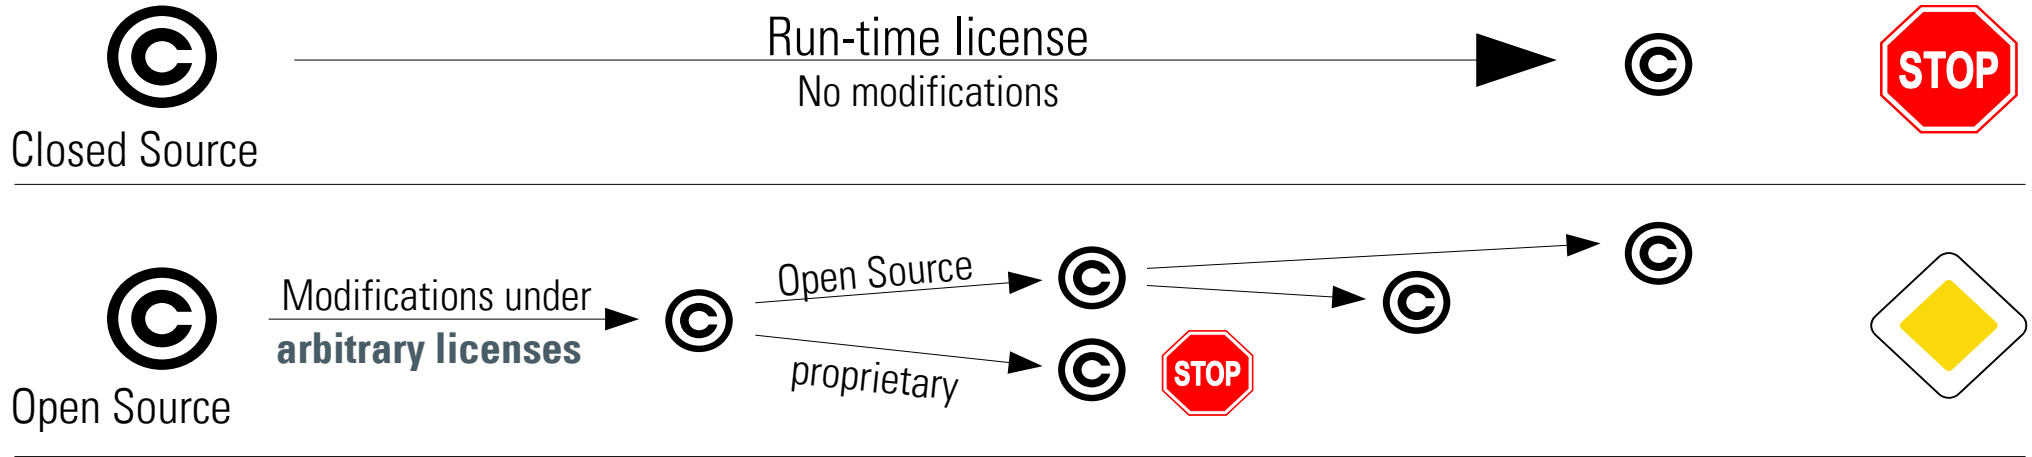 ©
Run-time license
No modifications
©
STOP
Closed Source
©
Modifications under
arbitrary licenses
©
Open Source
©
©
©
proprietary
©
STOP
Open Source